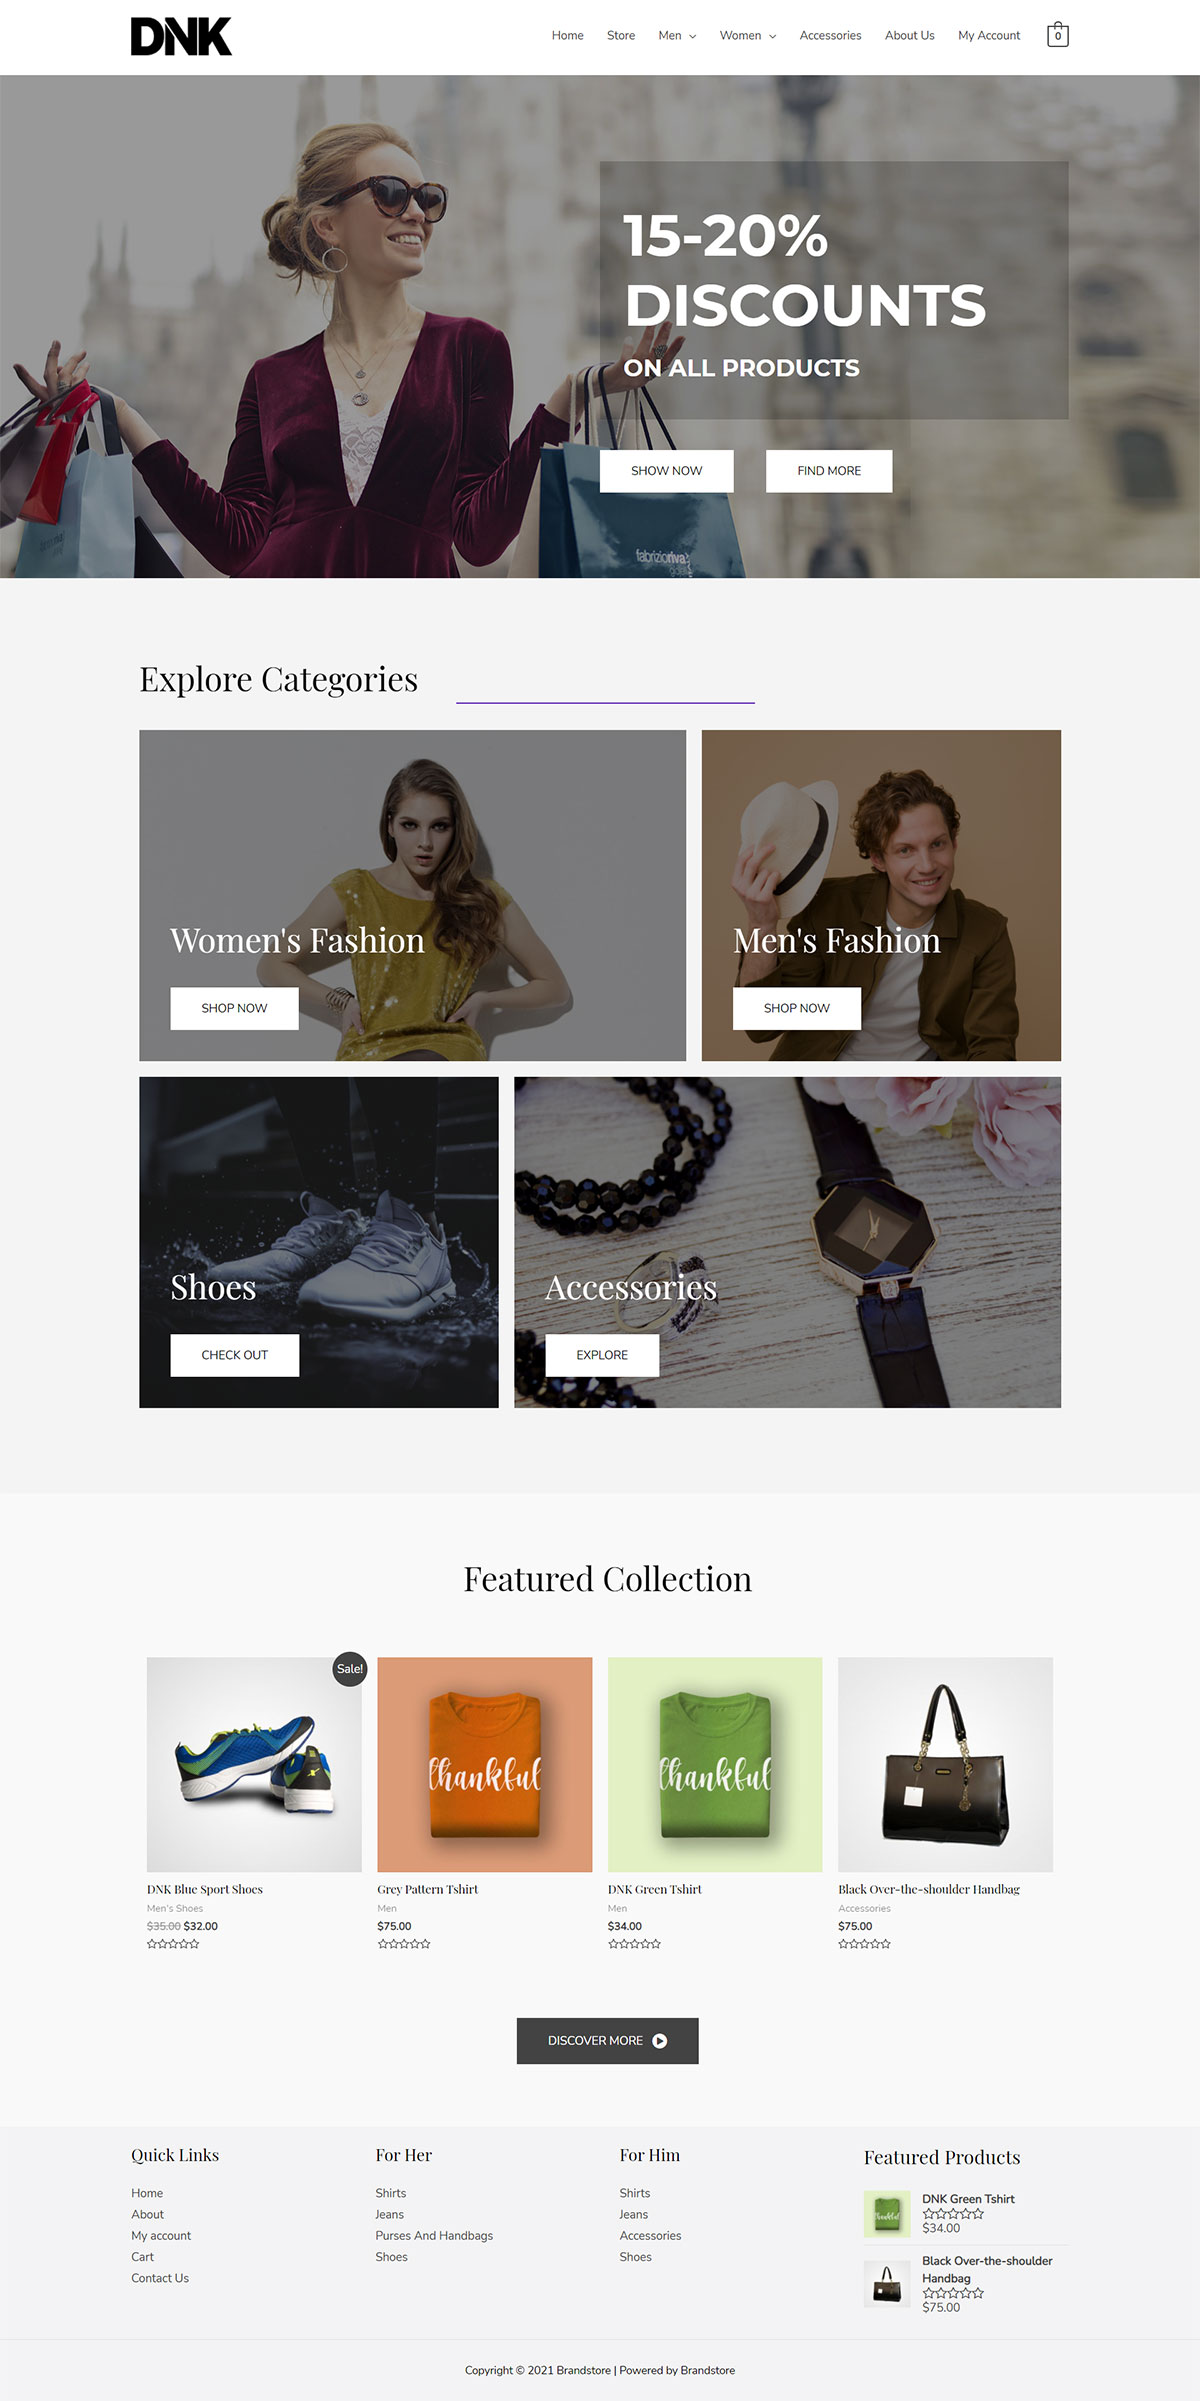 DNK
Home Store Men Women Accessories About Us My Account 0
15-20%
DISCOUNTS
ON ALL PRODUCTS
SHOW NOW FIND MORE
fabrizioriva
Explore Categories
Women's Fashion
SHOP NOW
Men's Fashion
SHOP NOW
Shoes
CHECK OUT
Accessories
EXPLORE
Featured Collection
Sale!
thankful
thankful
DNK Blue Sport Shoes
Men's Shoes
$35.00 $32.00
Grey Pattern Tshirt
Men
$75.00
DNK Green Tshirt
Men
$34.00
Black Over-the-shoulder Handbag
Accessories
$75.00
DISCOVER MORE
Quick Links
Home
About
My account
Cart
Contact Us
For Her
Shirts
Jeans
Purses And Handbags
Shoes
For Him
Shirts
Jeans
Accessories
Shoes
Featured Products
thankful
DNK Green Tshirt
$34.00
Black Over-the-shoulder
Handbag
$75.00
Copyright © 2021 Brandstore | Powered by Brandstore